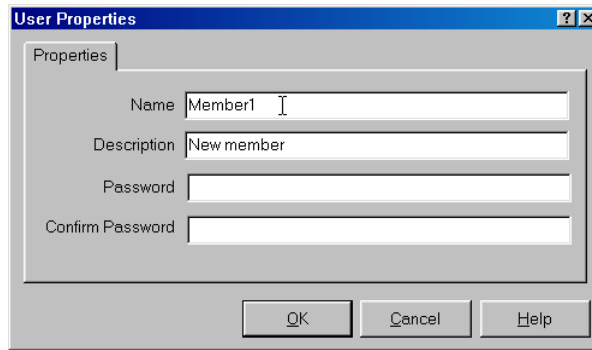 User Properties
Properties
Name Member1
Description New member
Password
Confirm Password
OK Cancel Help